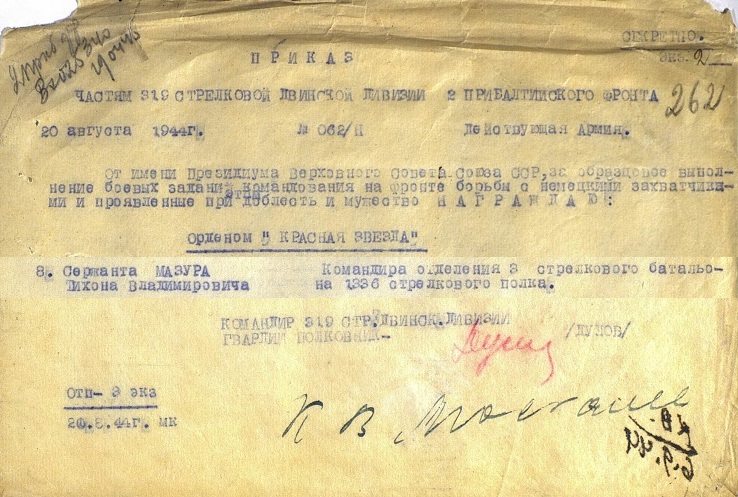 СЕКРЕТНО.
экз. 2
ПРИКАЗ
ЧАСТЯМ 319 СТРЕЛКОВОЙ ДВИНСКОЙ ДИВИЗИИ 2 ПРИБАЛТИЙСКОГО ФРОНТА
262
20 августа 1944г. № 062/Н Действующая Армия.
От имени Президиума Верховного Совета Союза ССР, за образцовое выпол-
нение боевых заданий командования на фронте борьбы с немецкими захватчика-
ми и проявленные при этом доблесть и мужество НАГРАЖДАЮ:
Орденом "КРАСНАЯ ЗВЕЗДА"
8. Сержанта МАЗУРА Командира отделения 3 стрелкового батальо-
Тихона Владимировича на 1336 стрелкового полка.
КОМАНДИР 319 СТР.ДВИНСК.ДИВИЗИИ
ГВАРДИИ ПОЛКОВНИК- /ДУЛОВ/
Отп- 3 экз
20.8.44г. мк
К В